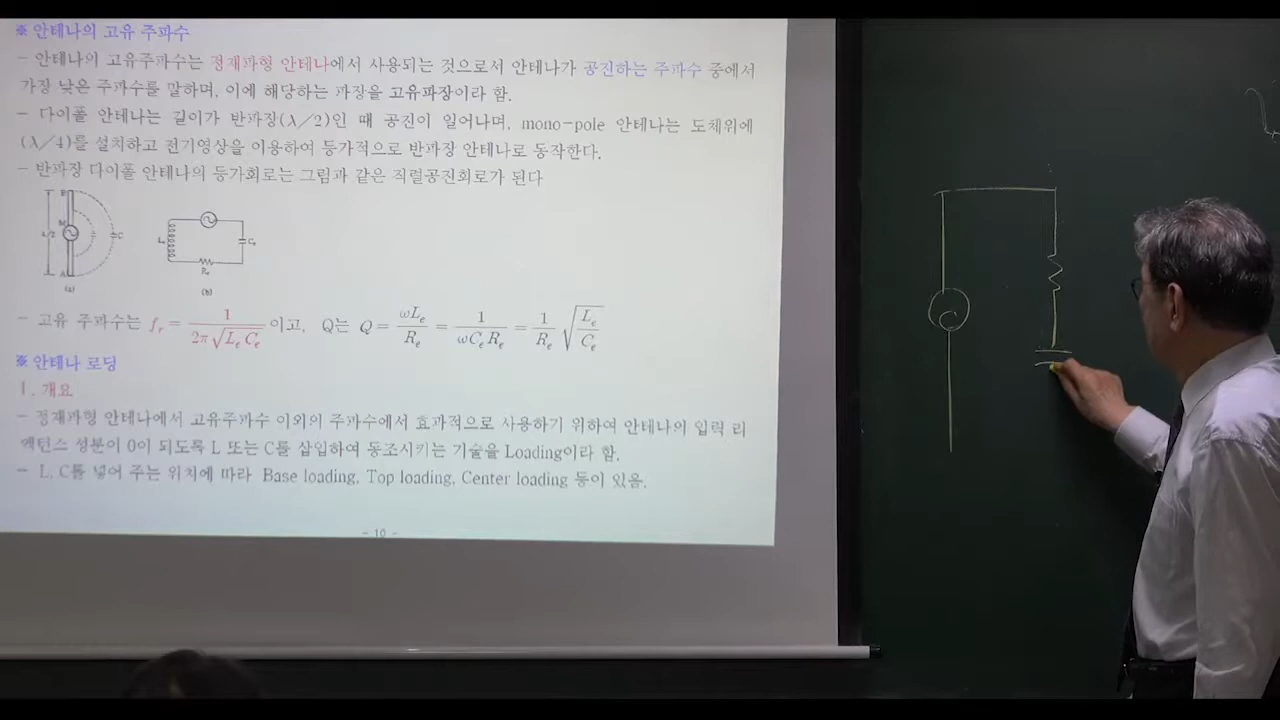 ※ 안테나의 고유 주파수
- 안테나의 고유주파수는 정재파형 안테나에서 사용되는 것으로서 안테나가 공진하는 주파수 중에서
가장 낮은 주파수를 말하며, 이에 해당하는 파장을 고유파장이라 함.
- 다이폴 안테나는 길이가 반파장(λ/2)인 때 공진이 일어나며, mono-pole 안테나는 도체위에
(λ/4)를 설치하고 전기영상을 이용하여 등가적으로 반파장 안테나로 동작한다.
- 반파장 다이폴 안테나의 등가회로는 그림과 같은 직렬공진회로가 된다
(a)
(b)
- 고유 주파수는 f_r = 1 / 2π√(L_e C_e) 이고, Q는 Q = ωL_e / R_e = 1 / ωC_e R_e = 1 / R_e √(L_e / C_e)
※ 안테나 로딩
1. 개요
- 정재파형 안테나에서 고유주파수 이외의 주파수에서 효과적으로 사용하기 위하여 안테나의 입력 리
액턴스 성분이 0이 되도록 L 또는 C를 삽입하여 동조시키는 기술을 Loading이라 함.
- L, C를 넣어 주는 위치에 따라 Base loading, Top loading, Center loading 등이 있음.
- 10 -